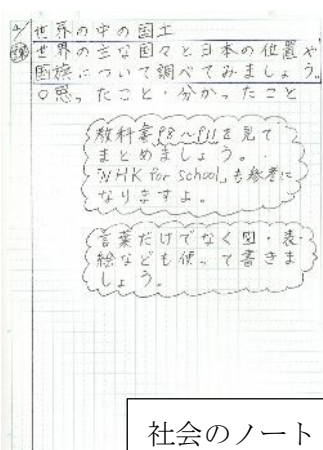 世界の中の国土
世界の主な国々と日本の位置や
国旗について調べてみましょう。
○思ったこと・分かったこと
教科書P8～P11を見て
まとめましょう。
「NHK for School」も参考に
なりますよ。
言葉だけでなく図・表・
絵なども使って書きま
しょう。
社会のノート